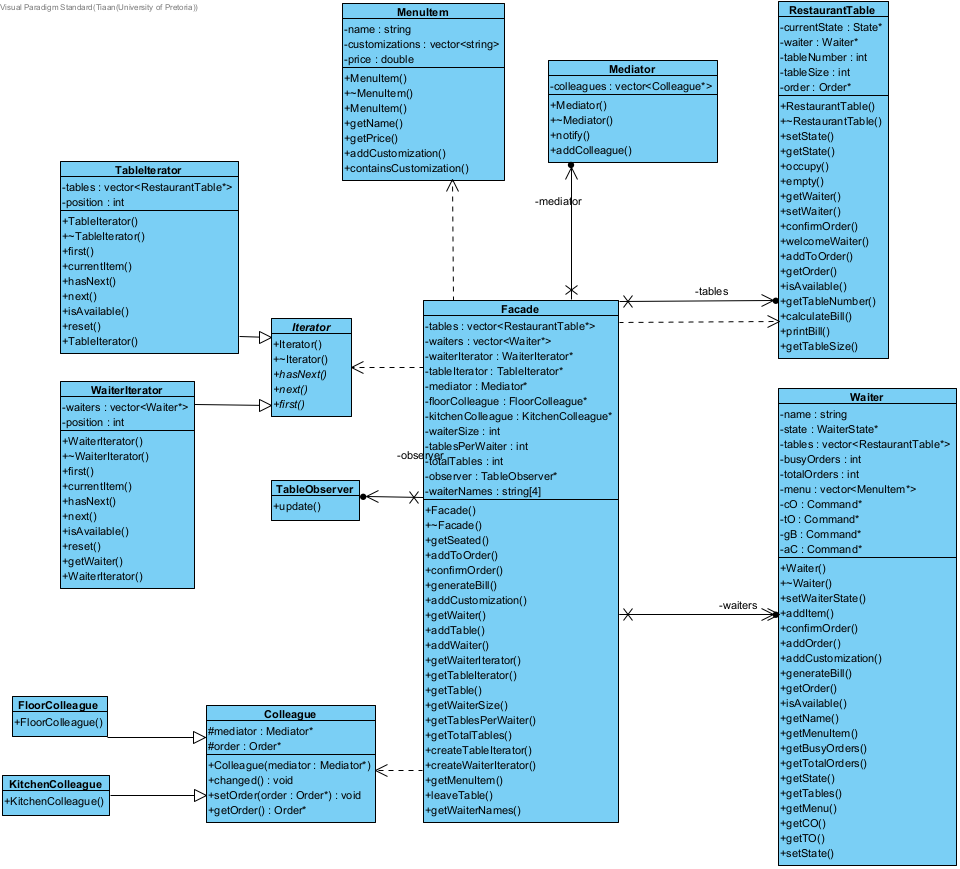 Visual Paradigm Standard(Tiaan(University of Pretoria))
MenuItem
-name : string
-customizations : vector<string>
-price : double
+MenuItem()
+~MenuItem()
+MenuItem()
+getName()
+getPrice()
+addCustomization()
+containsCustomization()
Mediator
-colleagues : vector<Colleague*>
+Mediator()
+~Mediator()
+notify()
+addColleague()
RestaurantTable
-currentState : State*
-waiter : Waiter*
-tableNumber : int
-tableSize : int
-order : Order*
+RestaurantTable()
+~RestaurantTable()
+setState()
+getState()
+occupy()
+empty()
+getWaiter()
+setWaiter()
+confirmOrder()
+welcomeWaiter()
+addToOrder()
+getOrder()
+isAvailable()
+getTableNumber()
+calculateBill()
+printBill()
+getTableSize()
TableIterator
-tables : vector<RestaurantTable*>
-position : int
+TableIterator()
+~TableIterator()
+first()
+currentItem()
+hasNext()
+next()
+isAvailable()
+reset()
+TableIterator()
-mediator
-tables
Iterator
+Iterator()
+~Iterator()
+hasNext()
+next()
+first()
WaiterIterator
-waiters : vector<Waiter*>
-position : int
+WaiterIterator()
+~WaiterIterator()
+first()
+currentItem()
+hasNext()
+next()
+isAvailable()
+reset()
+getWaiter()
+WaiterIterator()
Facade
-tables : vector<RestaurantTable*>
-waiters : vector<Waiter*>
-waiterIterator : WaiterIterator*
-tableIterator : TableIterator*
-mediator : Mediator*
-floorColleague : FloorColleague*
-kitchenColleague : KitchenColleague*
-waiterSize : int
-tablesPerWaiter : int
-totalTables : int
-observer : TableObserver*
-waiterNames : string[4]
+Facade()
+~Facade()
+getSeated()
+addToOrder()
+confirmOrder()
+generateBill()
+addCustomization()
+getWaiter()
+addTable()
+addWaiter()
+getWaiterIterator()
+getTableIterator()
+getTable()
+getWaiterSize()
+getTablesPerWaiter()
+getTotalTables()
+createTableIterator()
+createWaiterIterator()
+getMenuItem()
+leaveTable()
+getWaiterNames()
-observer
TableObserver
+update()
-waiters
Waiter
-name : string
-state : WaiterState*
-tables : vector<RestaurantTable*>
-busyOrders : int
-totalOrders : int
-menu : vector<MenuItem*>
-cO : Command*
-tO : Command*
-gB : Command*
-aC : Command*
+Waiter()
+~Waiter()
+setWaiterState()
+addItem()
+confirmOrder()
+addOrder()
+addCustomization()
+generateBill()
+getOrder()
+isAvailable()
+getName()
+getMenuItem()
+getBusyOrders()
+getTotalOrders()
+getState()
+getTables()
+getMenu()
+getCO()
+getTO()
+setState()
FloorColleague
+FloorColleague()
KitchenColleague
+KitchenColleague()
Colleague
#mediator : Mediator*
#order : Order*
+Colleague(mediator : Mediator*)
+changed() : void
+setOrder(order : Order*) : void
+getOrder() : Order*